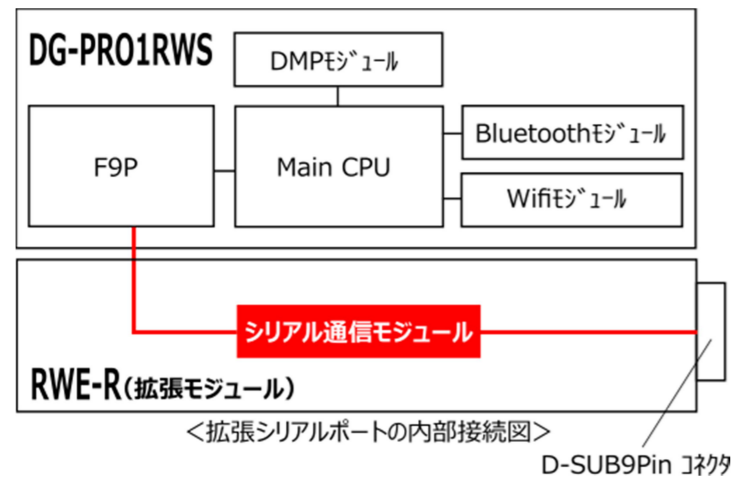 DG-PRO1RWS
DMPﾓｼﾞｭｰﾙ
F9P
Main CPU
Bluetoothﾓｼﾞｭｰﾙ
Wifiﾓｼﾞｭｰﾙ
シリアル通信モジュール
RWE-R(拡張モジュール)
＜拡張シリアルポートの内部接続図＞
D-SUB9Pin ｺﾈｸﾀ